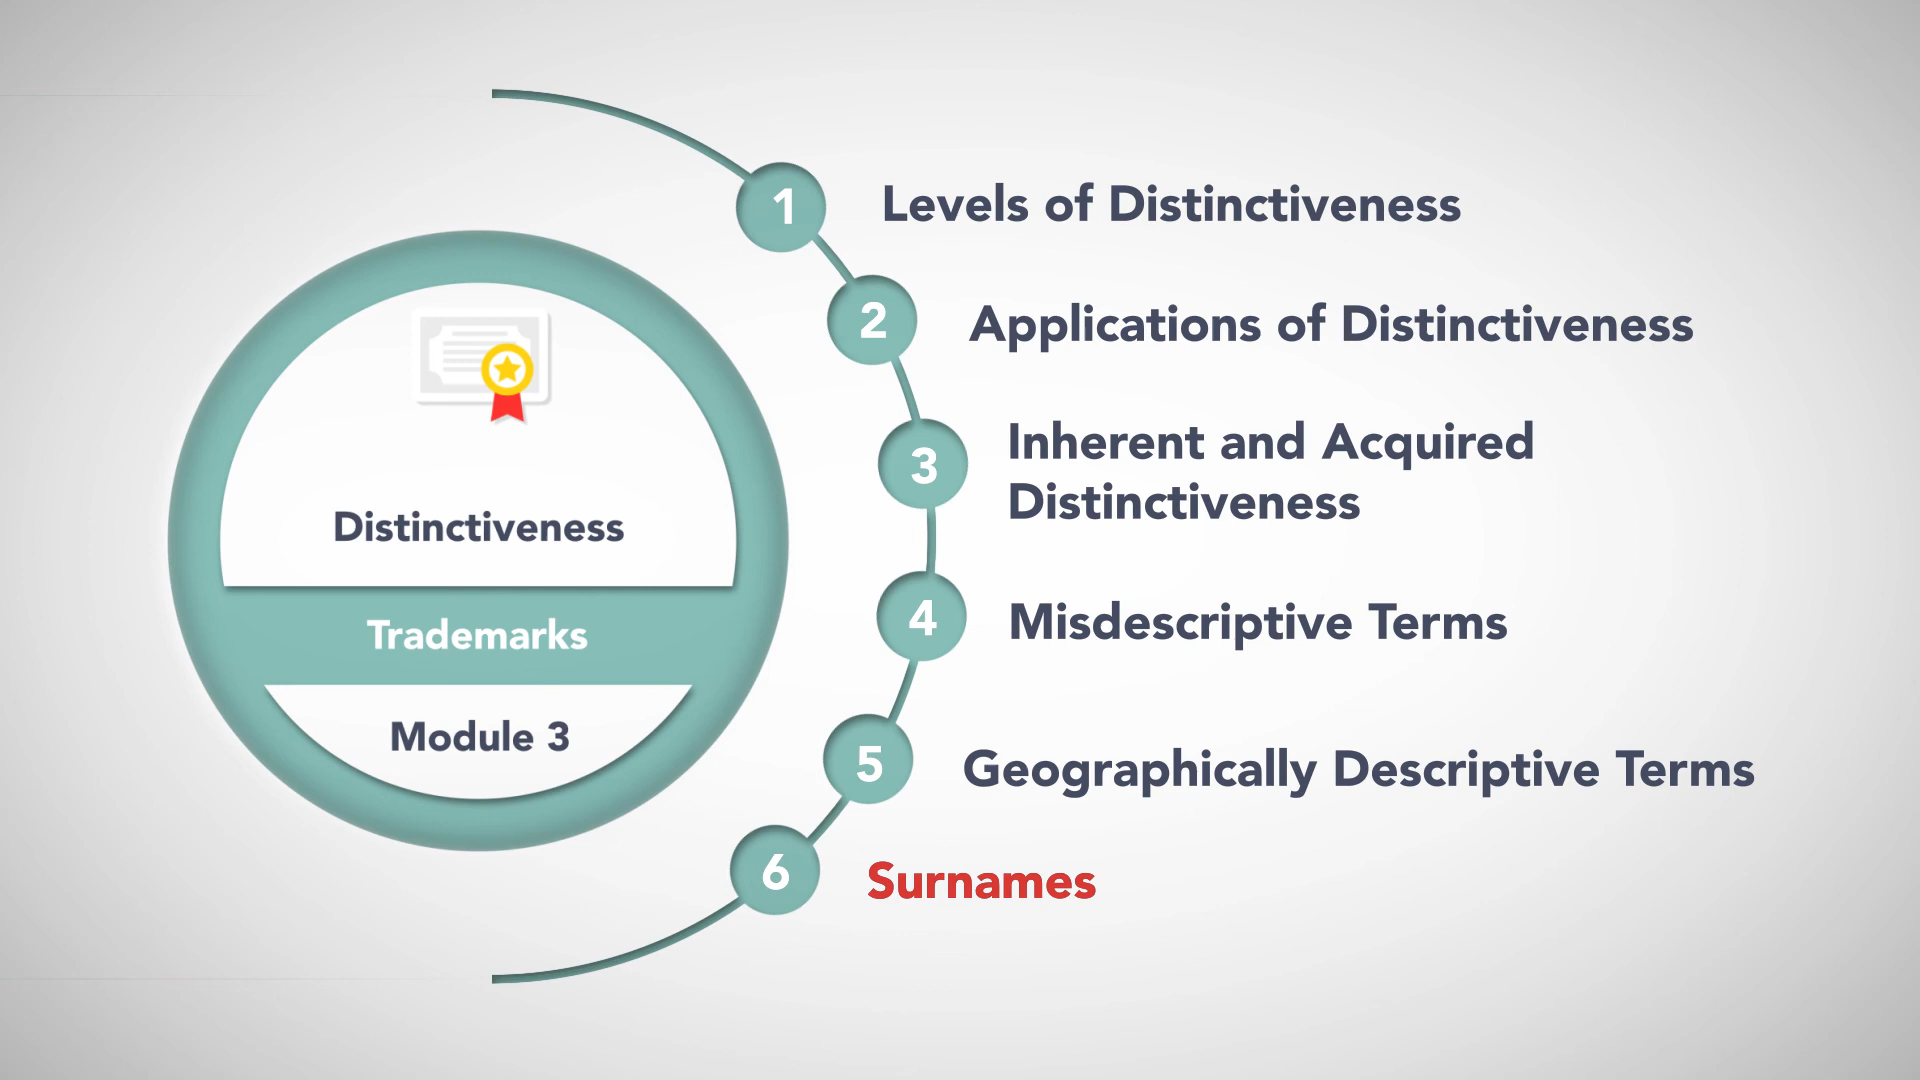 Distinctiveness
Trademarks
Module 3
1 Levels of Distinctiveness
2 Applications of Distinctiveness
3 Inherent and Acquired
Distinctiveness
4 Misdescriptive Terms
5 Geographically Descriptive Terms
6 Surnames